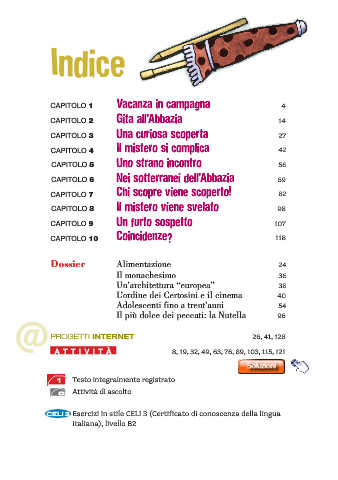 Indice
CAPITOLO 1 Vacanza in campagna 4
CAPITOLO 2 Gita all'Abbazia 14
CAPITOLO 3 Una curiosa scoperta 27
CAPITOLO 4 Il mistero si complica 42
CAPITOLO 5 Uno strano incontro 56
CAPITOLO 6 Nei sotterranei dell'Abbazia 69
CAPITOLO 7 Chi scopre viene scoperto! 82
CAPITOLO 8 Il mistero viene svelato 98
CAPITOLO 9 Un furto sospetto 107
CAPITOLO 10 Coincidenze? 118
Dossier Alimentazione 24
Il monachesimo 36
Un'architettura "europea" 38
L'ordine dei Certosini e il cinema 40
Adolescenti fino a trent'anni 54
Il più dolce dei peccati: la Nutella 96
@ PROGETTI INTERNET 26, 41, 128
ATTIVITÀ 8, 19, 32, 49, 63, 76, 89, 103, 115, 121
Soluzioni
1 Testo integralmente registrato
Attività di ascolto
CELI 3 Esercizi in stile CELI 3 (Certificato di conoscenza della lingua
italiana), livello B2